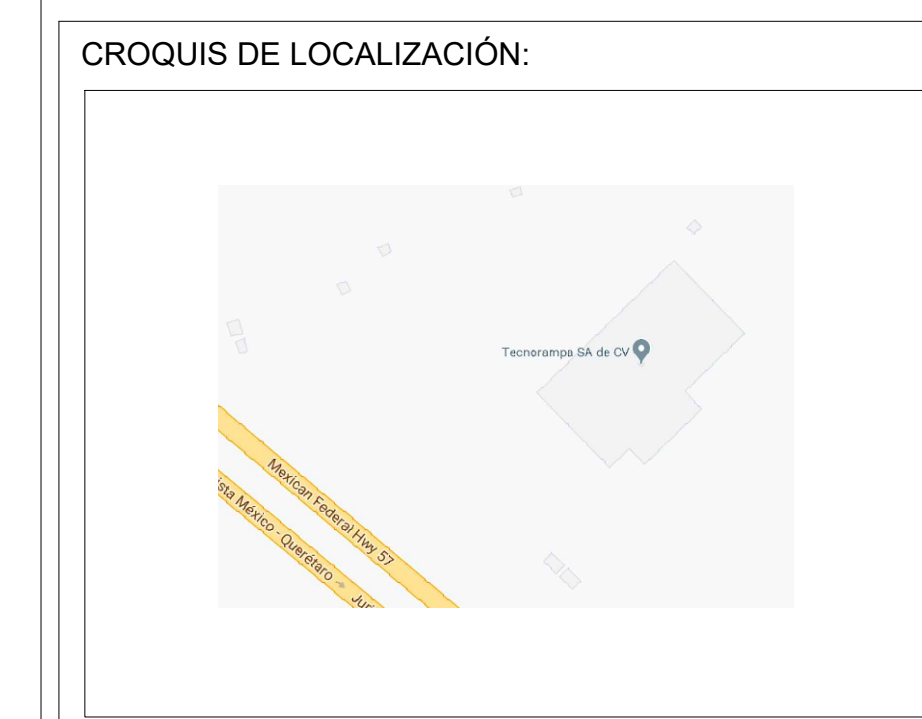 CROQUIS DE LOCALIZACIÓN:
Tecnorampa SA de CV
Mexican Federal Hwy 57
ista México - Querétaro